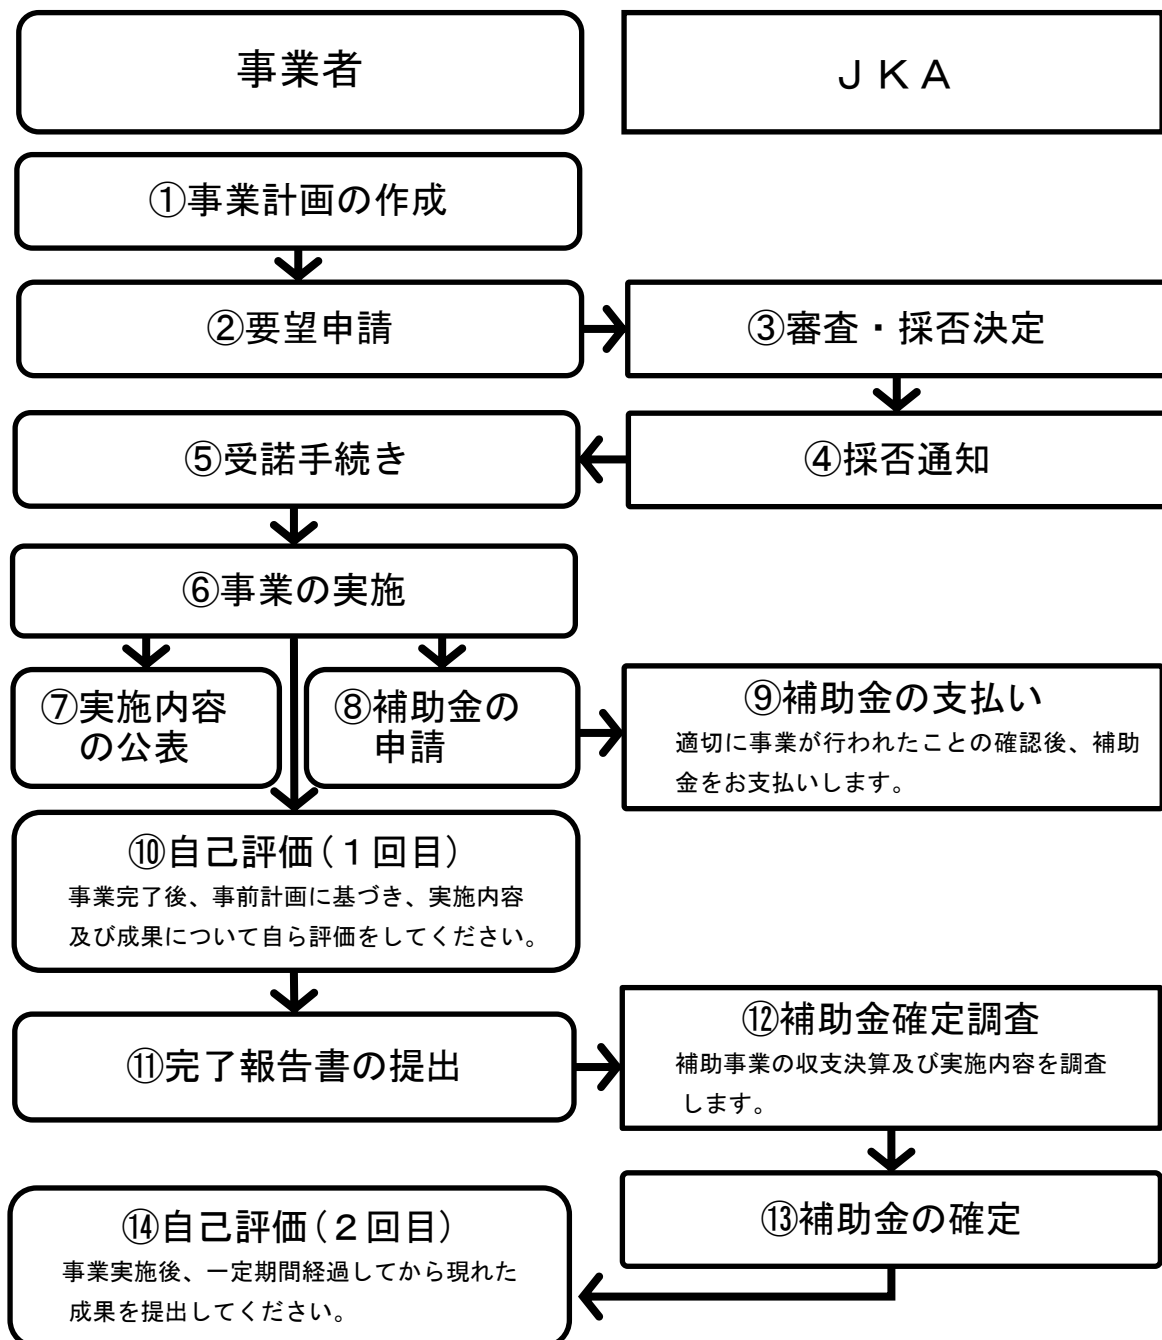 事業者
ＪＫＡ
①事業計画の作成
②要望申請
③審査・採否決定
④採否通知
⑤受諾手続き
⑥事業の実施
⑦実施内容
の公表
⑧補助金の
申請
⑨補助金の支払い
適切に事業が行われたことの確認後、補助
金をお支払いします。
⑩自己評価（１回目）
事業完了後、事前計画に基づき、実施内容
及び成果について自ら評価をしてください。
⑪完了報告書の提出
⑫補助金確定調査
補助事業の収支決算及び実施内容を調査
します。
⑬補助金の確定
⑭自己評価（２回目）
事業実施後、一定期間経過してから現れた
成果を提出してください。